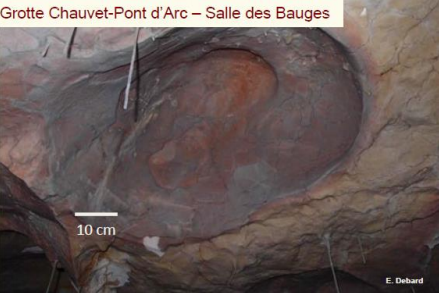 Grotte Chauvet-Pont d'Arc – Salle des Bauges
10 cm
E. Debard